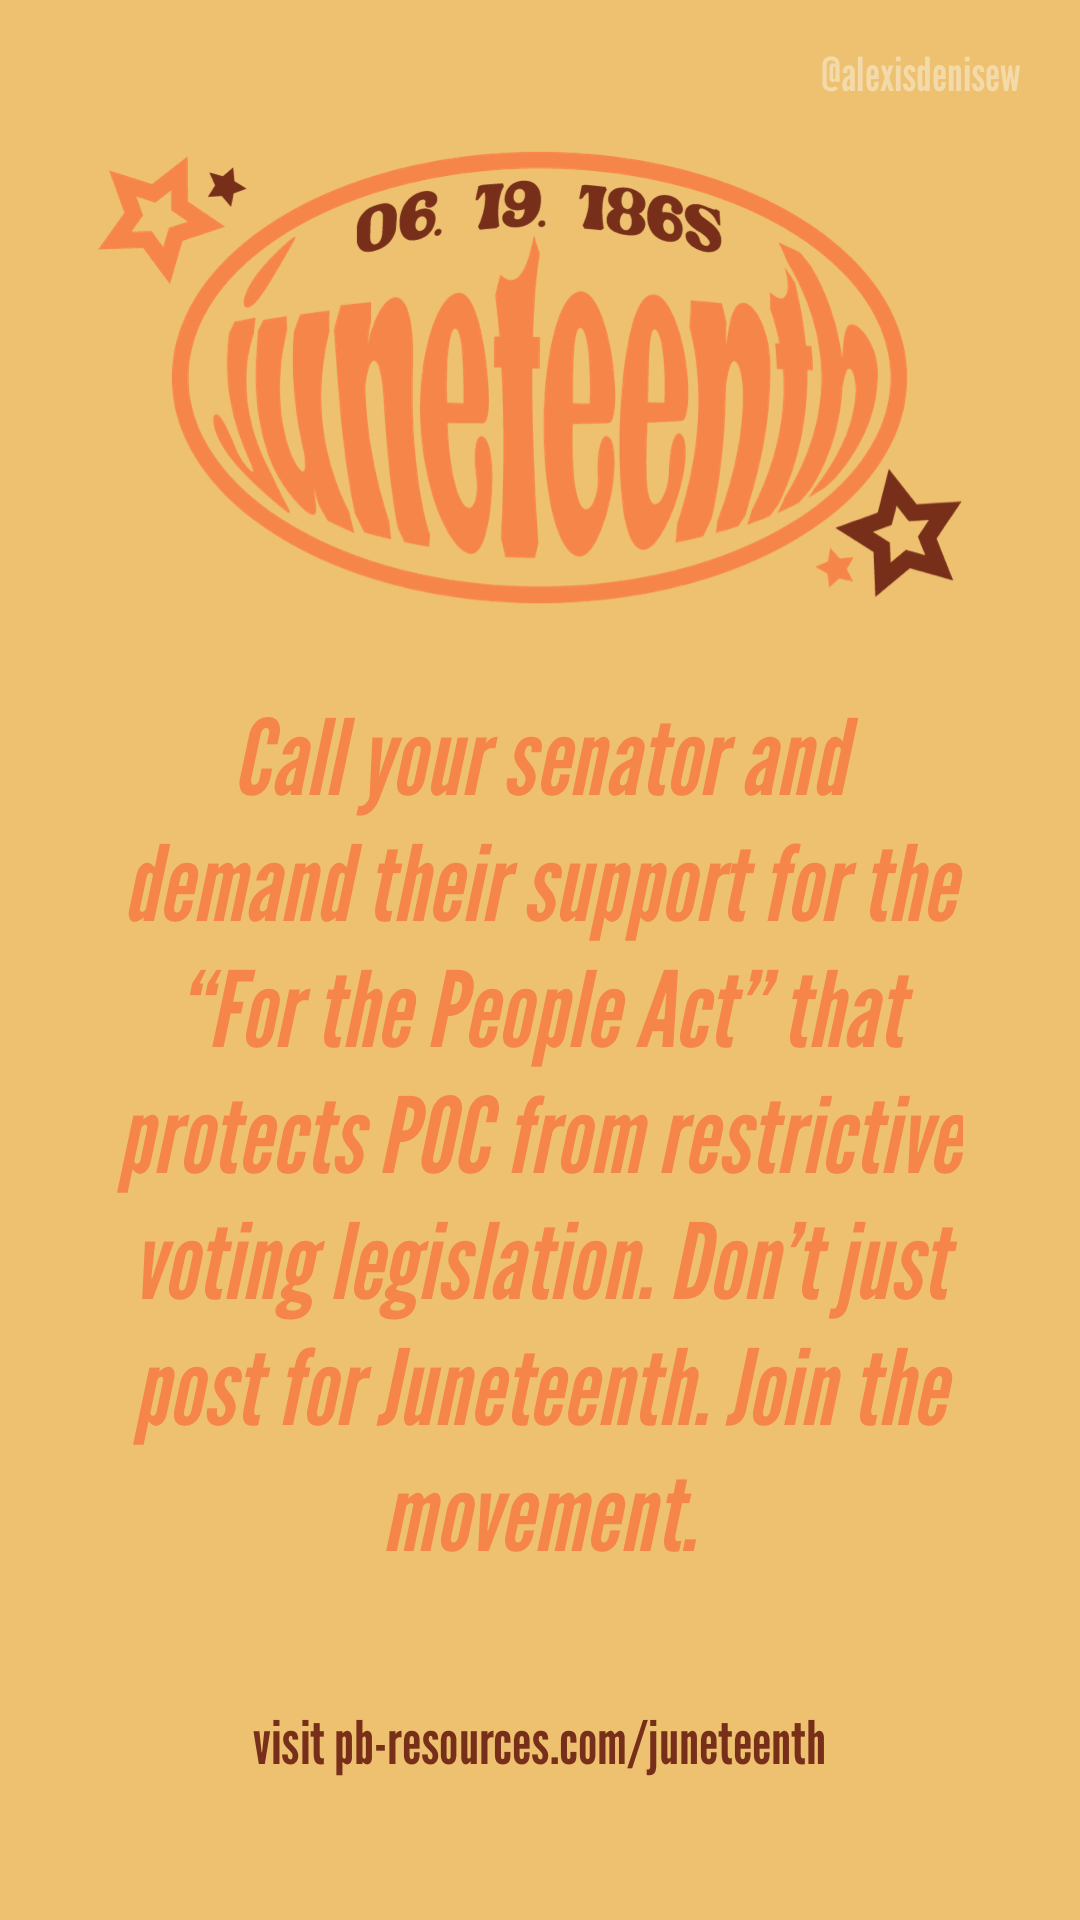 @alexisdenisew
06. 19. 1865
juneteenth
Call your senator and
demand their support for the
“For the People Act” that
protects POC from restrictive
voting legislation. Don’t just
post for Juneteenth. Join the
movement.
visit pb-resources.com/juneteenth